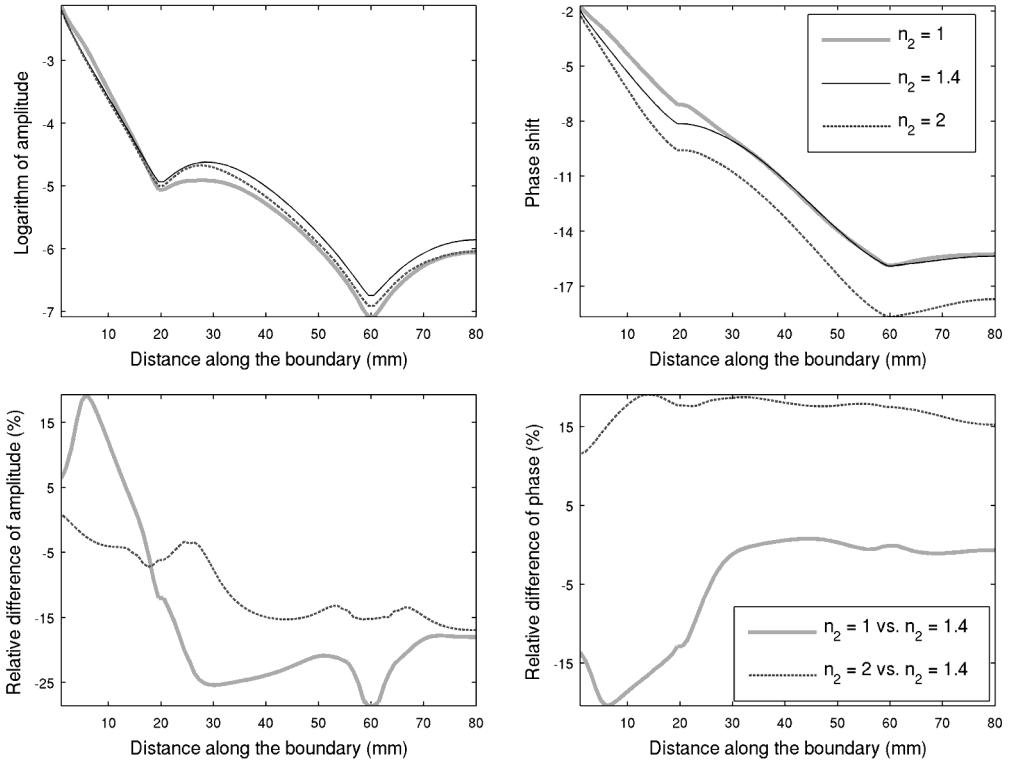 Logarithm of amplitude
-3
-4
-5
-6
-7
10 20 30 40 50 60 70 80
Distance along the boundary (mm)
Phase shift
-2
-5
-8
-11
-14
-17
10 20 30 40 50 60 70 80
Distance along the boundary (mm)
n2 = 1
n2 = 1.4
n2 = 2
Relative difference of amplitude (%)
15
5
-5
-15
-25
10 20 30 40 50 60 70 80
Distance along the boundary (mm)
Relative difference of phase (%)
15
5
-5
-15
10 20 30 40 50 60 70 80
Distance along the boundary (mm)
n2 = 1 vs. n2 = 1.4
n2 = 2 vs. n2 = 1.4